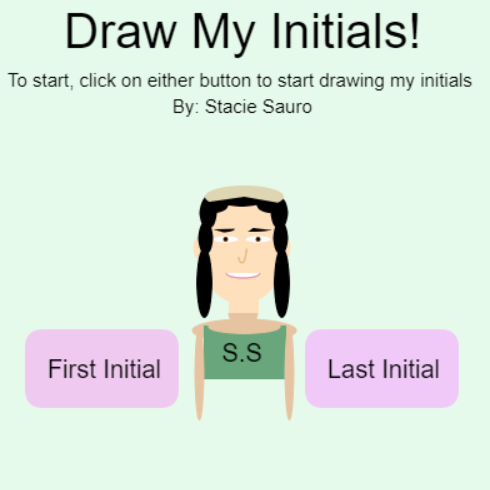 Draw My Initials!
To start, click on either button to start drawing my initials
By: Stacie Sauro
S.S
First Initial
Last Initial